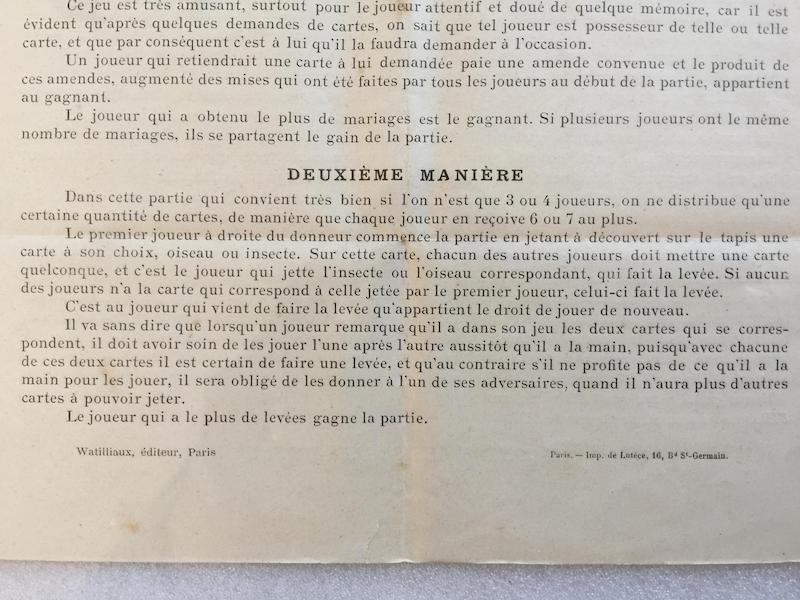 Ce jeu est très amusant, surtout pour le joueur attentif et doué de quelque mémoire, car il est
évident qu'après quelques demandes de cartes, on sait que tel joueur est possesseur de telle ou telle
carte, et que par conséquent c'est à lui qu'il la faudra demander à l'occasion.
Un joueur qui retiendrait une carte à lui demandée paie une amende convenue et le produit de
ces amendes, augmenté des mises qui ont été faites par tous les joueurs au début de la partie, appartient
au gagnant.
Le joueur qui a obtenu le plus de mariages est le gagnant. Si plusieurs joueurs ont le même
nombre de mariages, ils se partagent le gain de la partie.
DEUXIÈME MANIÈRE
Dans cette partie qui convient très bien si l'on n'est que 3 ou 4 joueurs, on ne distribue qu'une
certaine quantité de cartes, de manière que chaque joueur en reçoive 6 ou 7 au plus.
Le premier joueur à droite du donneur commence la partie en jetant à découvert sur le tapis une
carte à son choix, oiseau ou insecte. Sur cette carte, chacun des autres joueurs doit mettre une carte
quelconque, et c'est le joueur qui jette l'insecte ou l'oiseau correspondant, qui fait la levée. Si aucun
des joueurs n'a la carte qui correspond à celle jetée par le premier joueur, celui-ci fait la levée.
C'est au joueur qui vient de faire la levée qu'appartient le droit de jouer de nouveau.
Il va sans dire que lorsqu'un joueur remarque qu'il a dans son jeu les deux cartes qui se corres-
pondent, il doit avoir soin de les jouer l'une après l'autre aussitôt qu'il a la main, puisqu'avec chacune
de ces deux cartes il est certain de faire une levée, et qu'au contraire s'il ne profite pas de ce qu'il a la
main pour les jouer, il sera obligé de les donner à l'un de ses adversaires, quand il n'aura plus d'autres
cartes à pouvoir jeter.
Le joueur qui a le plus de levées gagne la partie.
Watilliaux, éditeur, Paris
Paris. — Imp. de Lutèce, 16, Bd St-Germain.